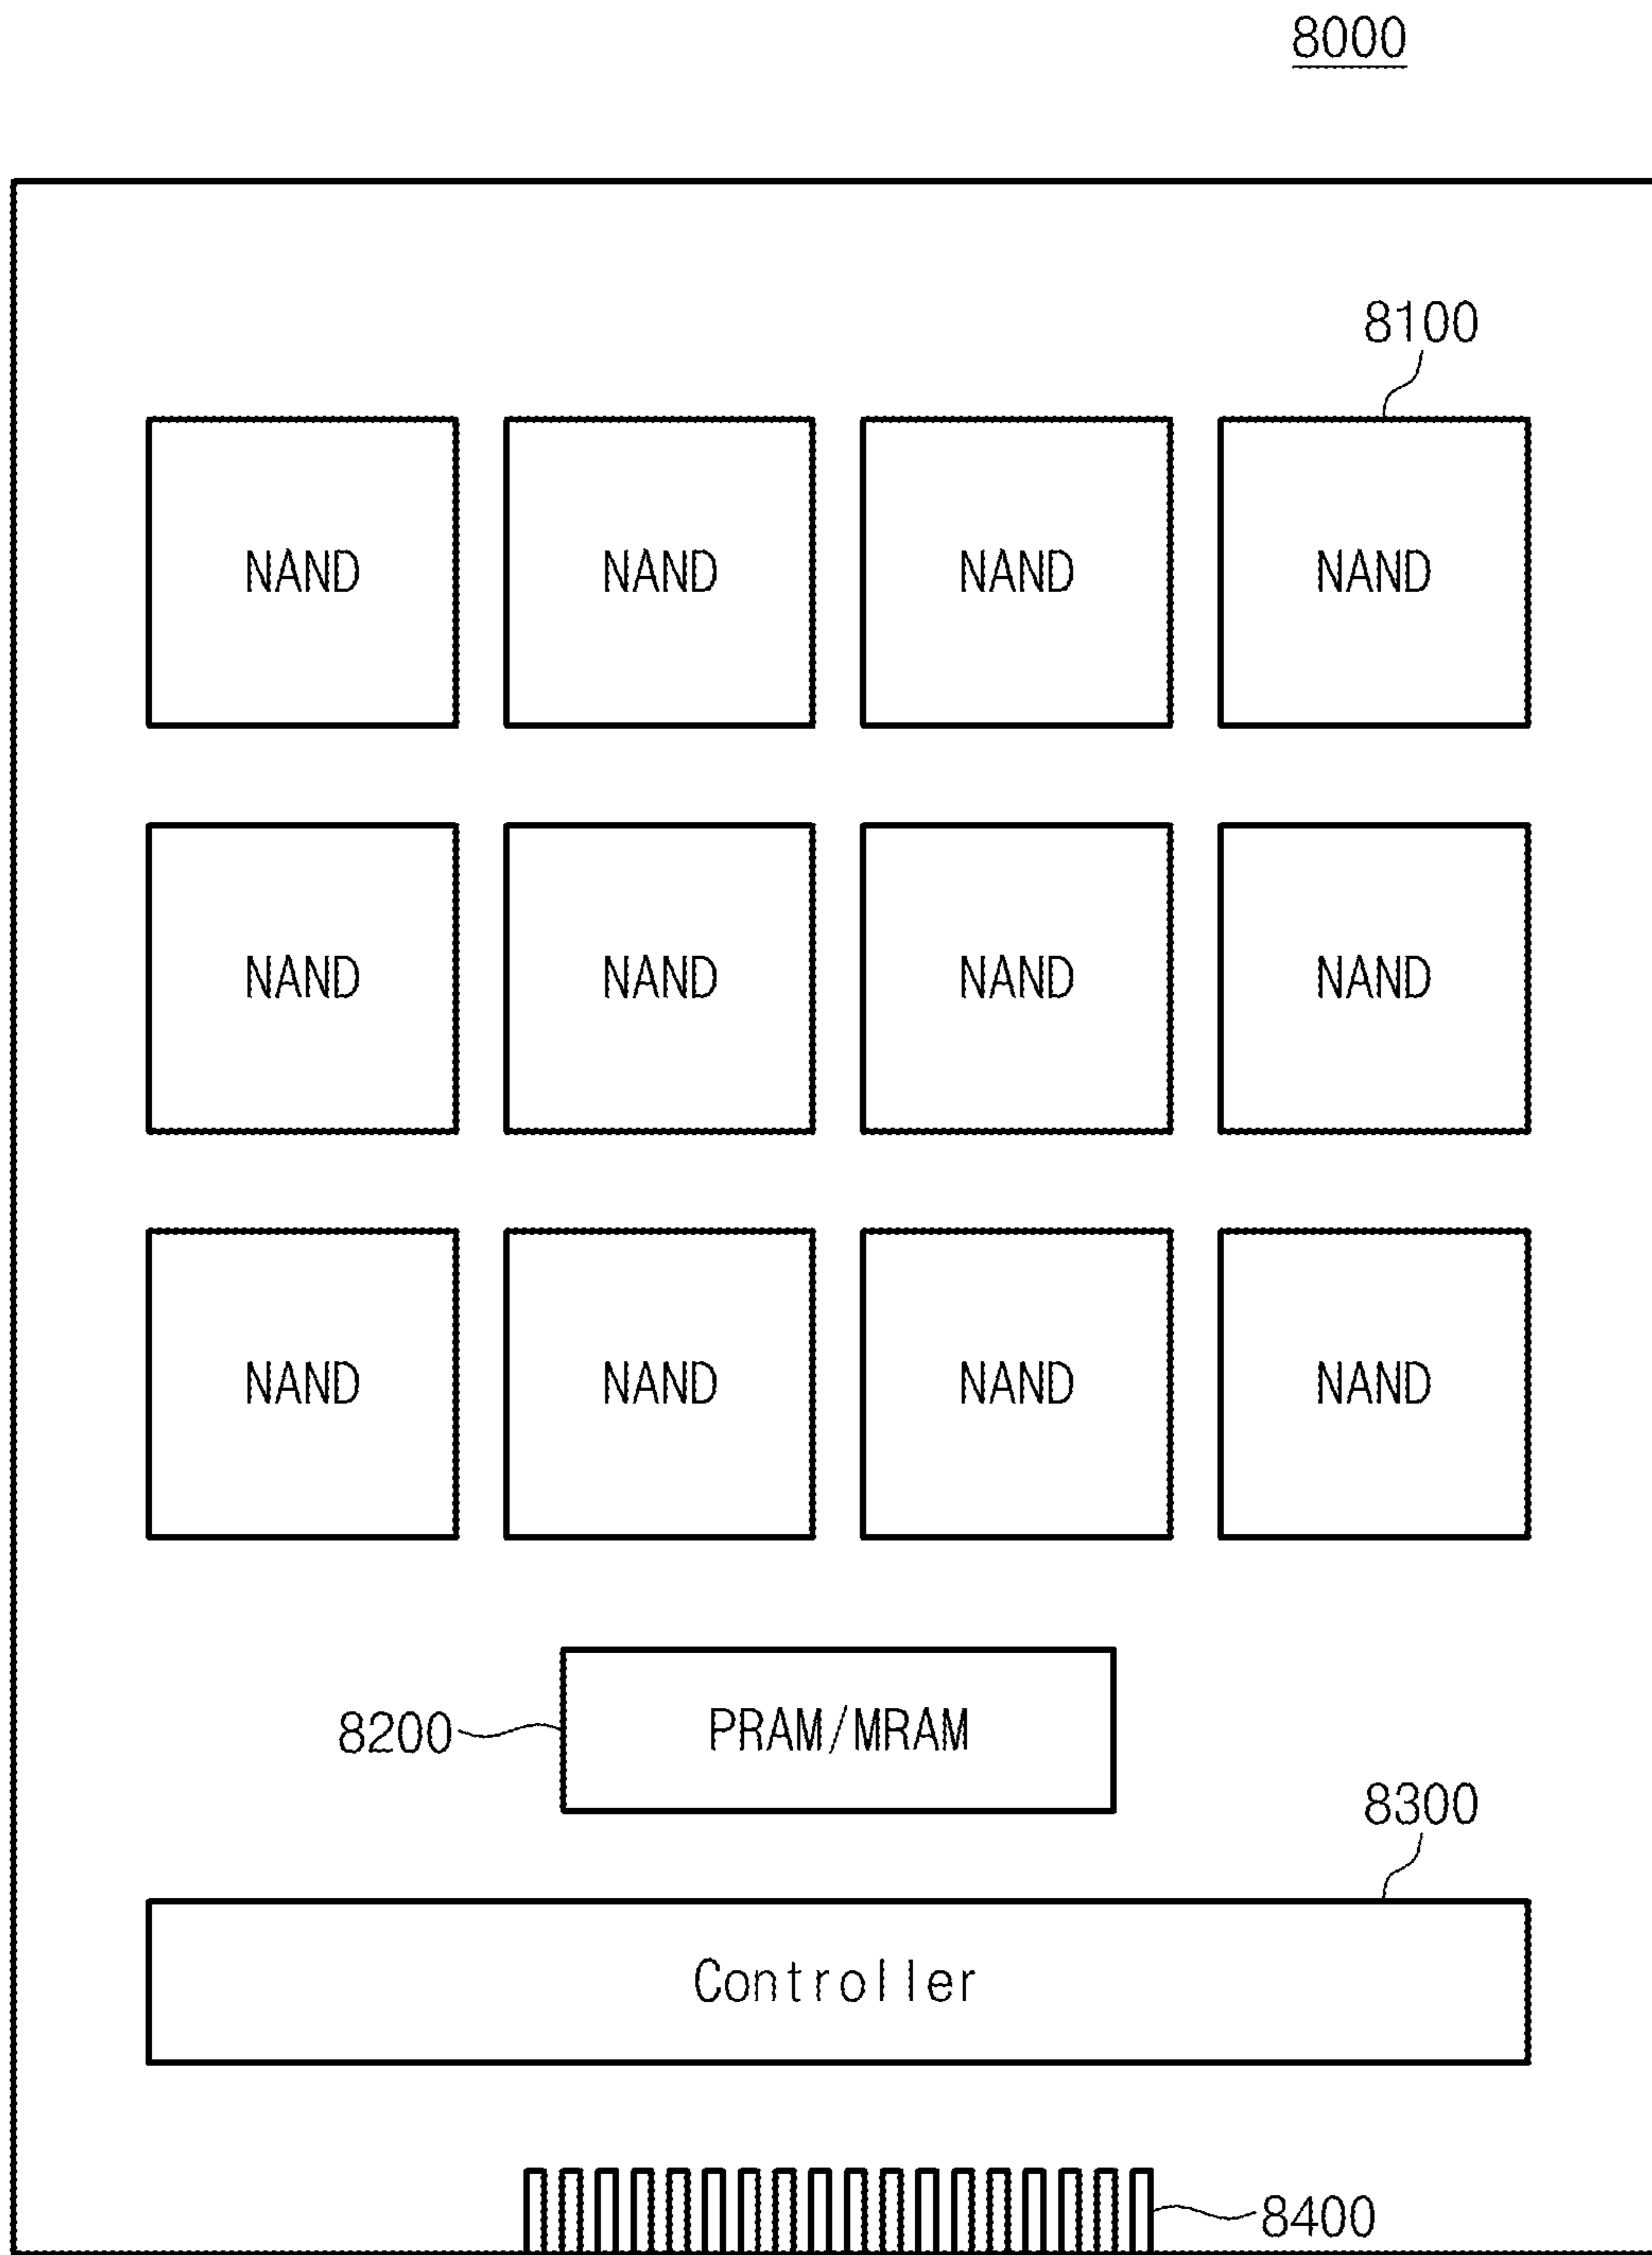 8000
8100
NAND NAND NAND NAND
NAND NAND NAND NAND
NAND NAND NAND NAND
8200 PRAM/MRAM
8300
Controller
8400